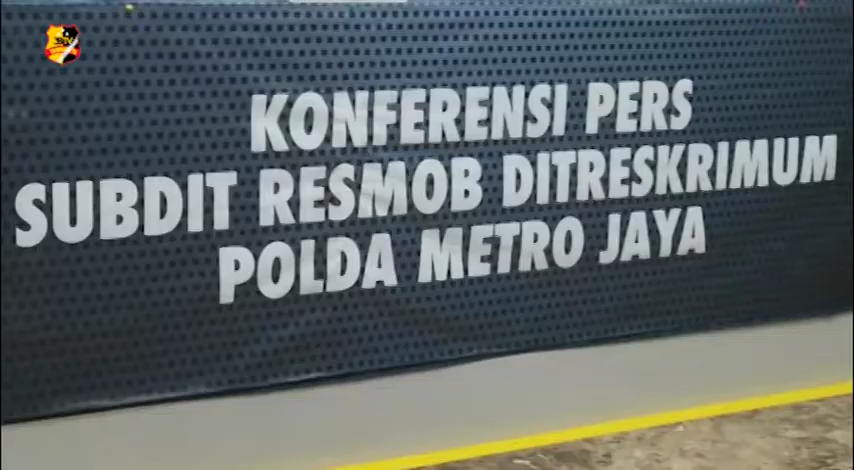 KONFERENSI PERS
SUBDIT RESMOB DITRESKRIMUM
POLDA METRO JAYA